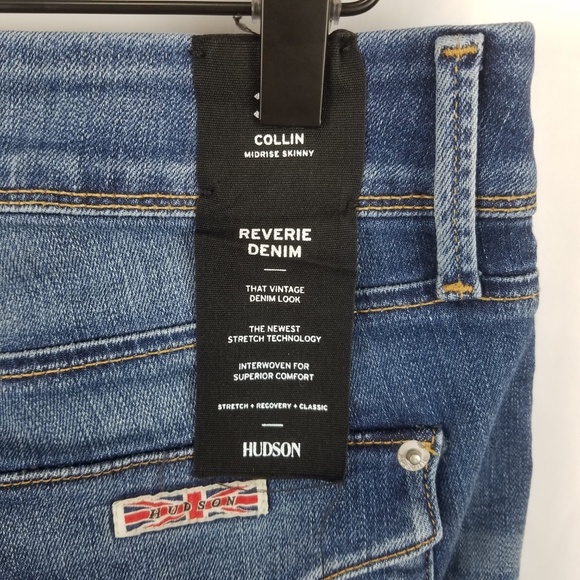 COLLIN
MIDRISE SKINNY
REVERIE
DENIM
THAT VINTAGE
DENIM LOOK
THE NEWEST
STRETCH TECHNOLOGY
INTERWOVEN FOR
SUPERIOR COMFORT
STRETCH + RECOVERY + CLASSIC
HUDSON
HUDSON